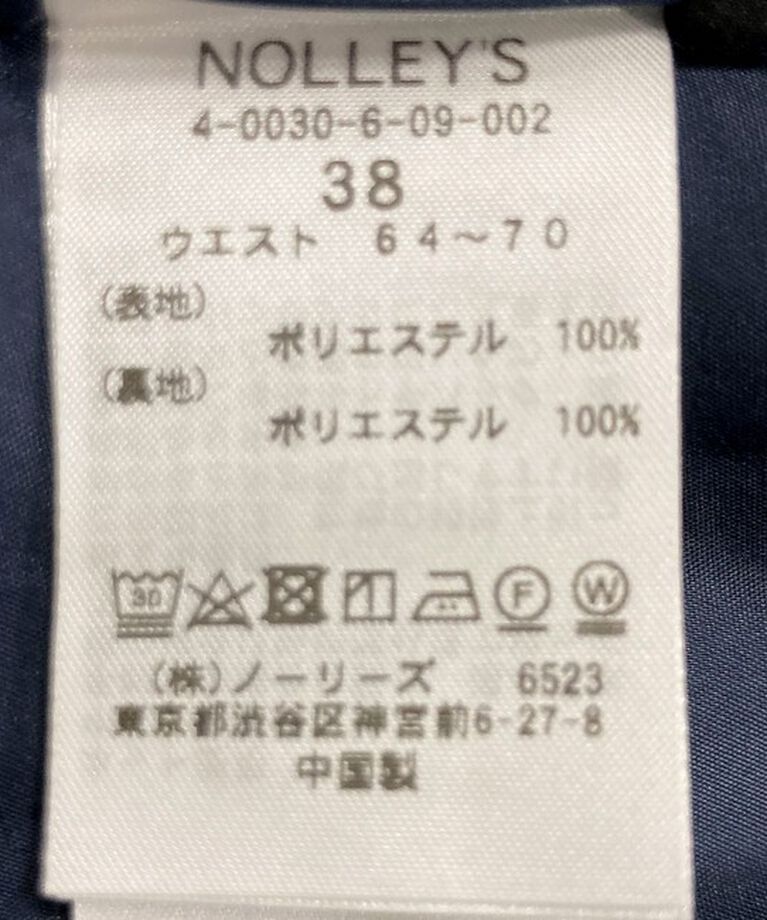 NOLLEY'S
4-0030-6-09-002
38
ウエスト 64～70
(表地)
ポリエステル 100%
(裏地)
ポリエステル 100%
30 F W
(株)ノーリーズ 6523
東京都渋谷区神宮前6-27-8
中国製